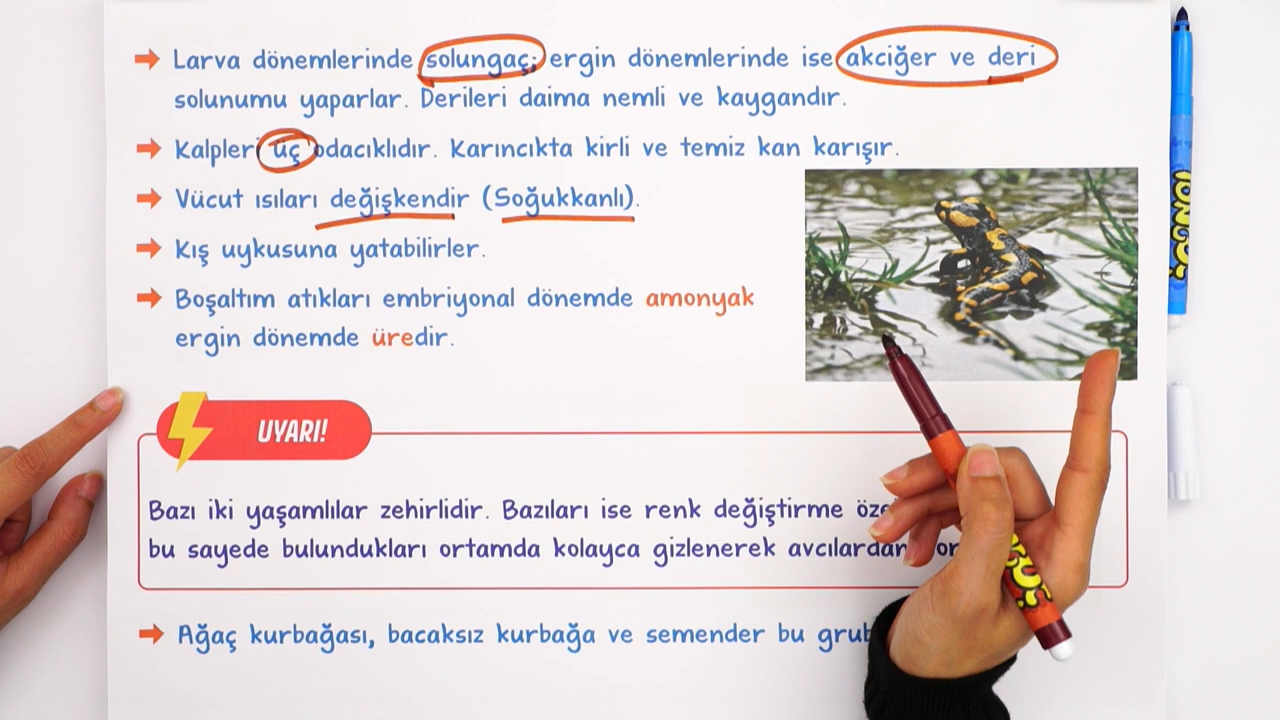 Larva dönemlerinde solungaç; ergin dönemlerinde ise akciğer ve deri
solunumu yaparlar. Derileri daima nemli ve kaygandır.
Kalpleri üç odacıklıdır. Karıncıkta kirli ve temiz kan karışır.
Vücut ısıları değişkendir (Soğukkanlı).
Kış uykusuna yatabilirler.
Boşaltım atıkları embriyonal dönemde amonyak
ergin dönemde üredir.
UYARI!
Bazı iki yaşamlılar zehirlidir. Bazıları ise renk değiştirme
bu sayede bulundukları ortamda kolayca gizlenerek avcılardan
Ağaç kurbağası, bacaksız kurbağa ve semender bu